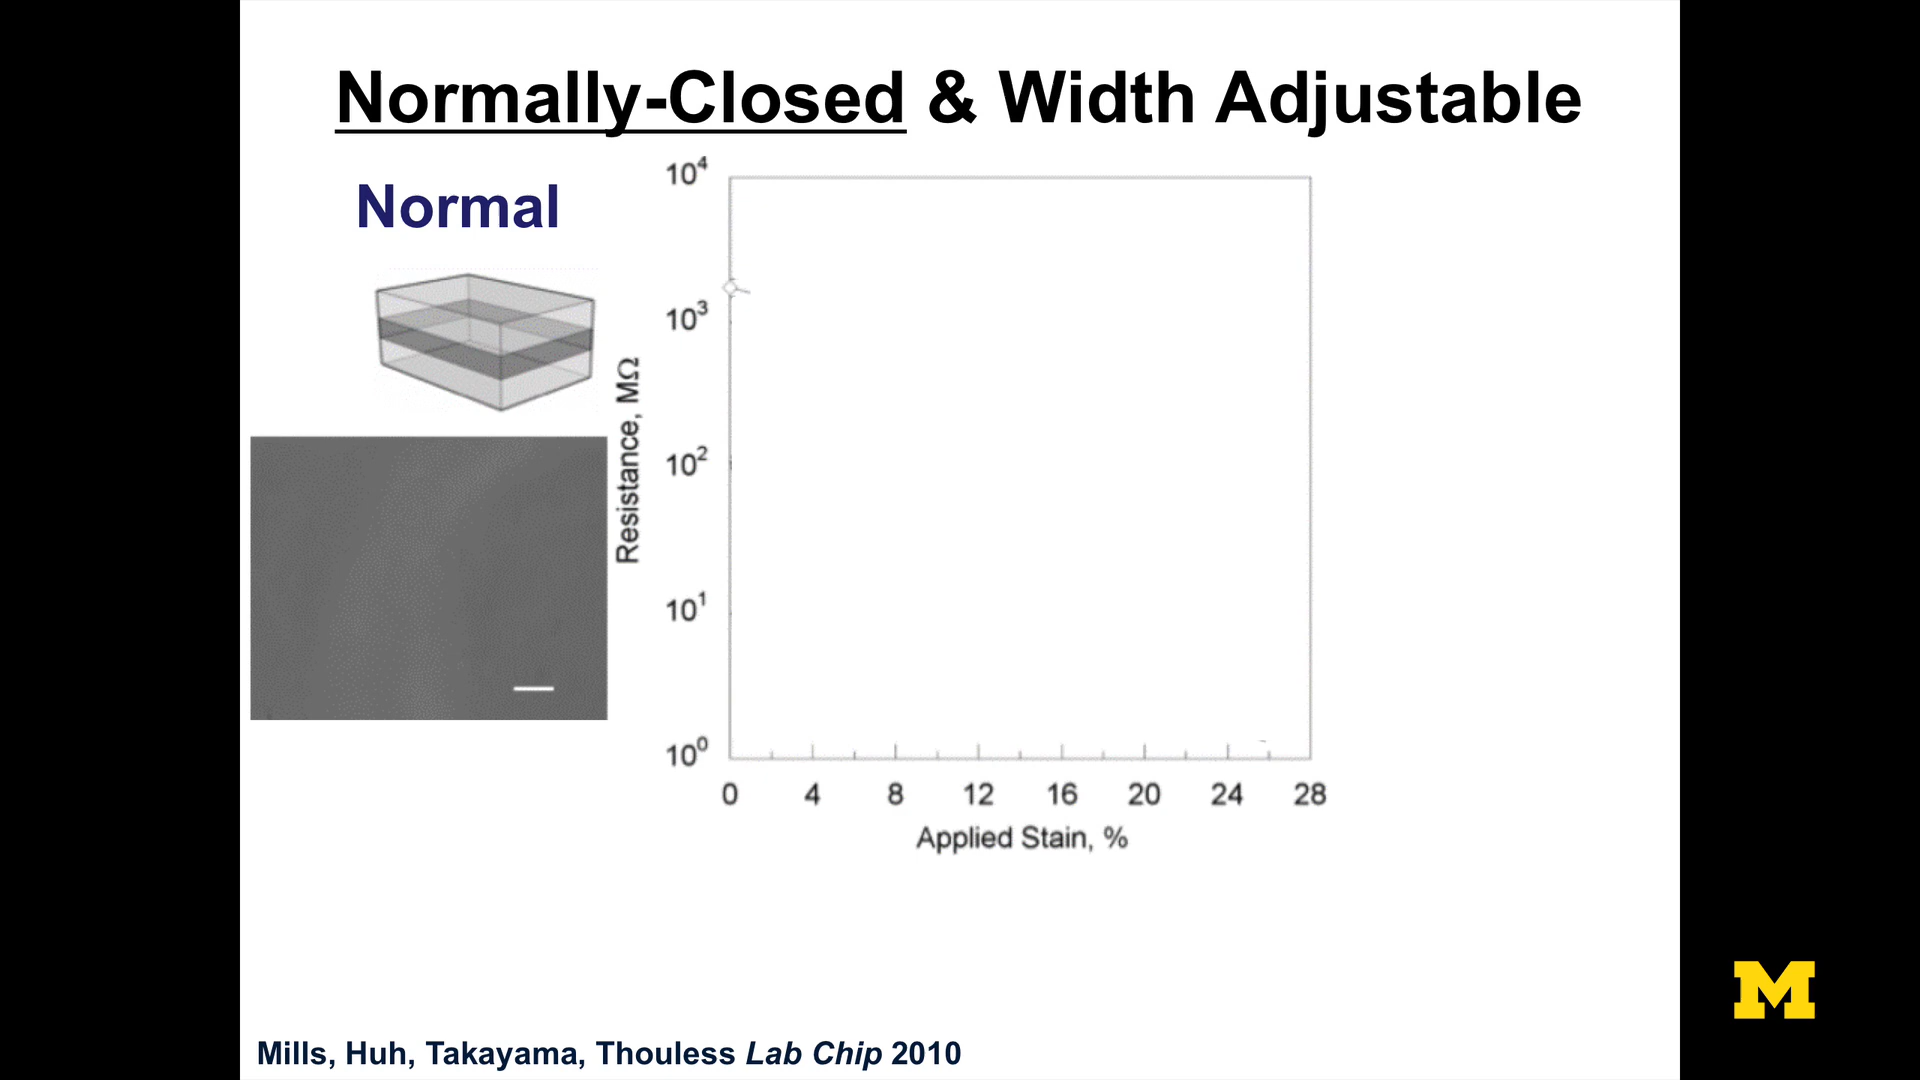 Normally-Closed & Width Adjustable
Normal
10⁴
10³
10²
10¹
10⁰
Resistance, MΩ
0 4 8 12 16 20 24 28
Applied Stain, %
Mills, Huh, Takayama, Thouless Lab Chip 2010
M